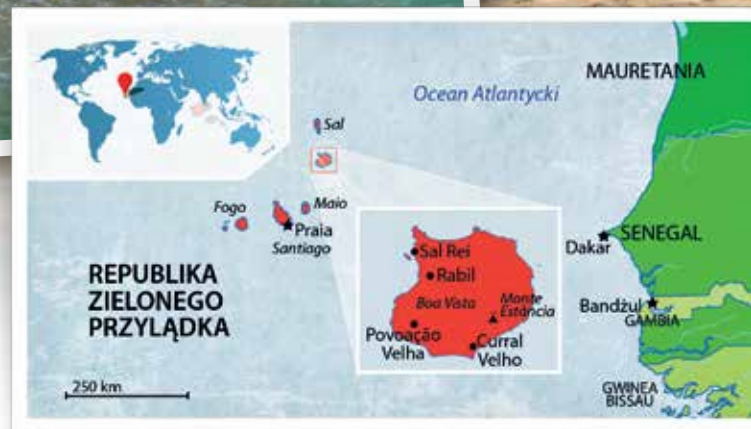 MAURETANIA
Ocean Atlantycki
Sal
Fogo
Maio
Praia
Santiago
Dakar
SENEGAL
Sal Rei
Rabil
Boa Vista
Monte
Estância
Povoação
Velha
Curral
Velho
Bandżul
GAMBIA
REPUBLIKA
ZIELONEGO
PRZYLĄDKA
250 km
GWINEA
BISSAU